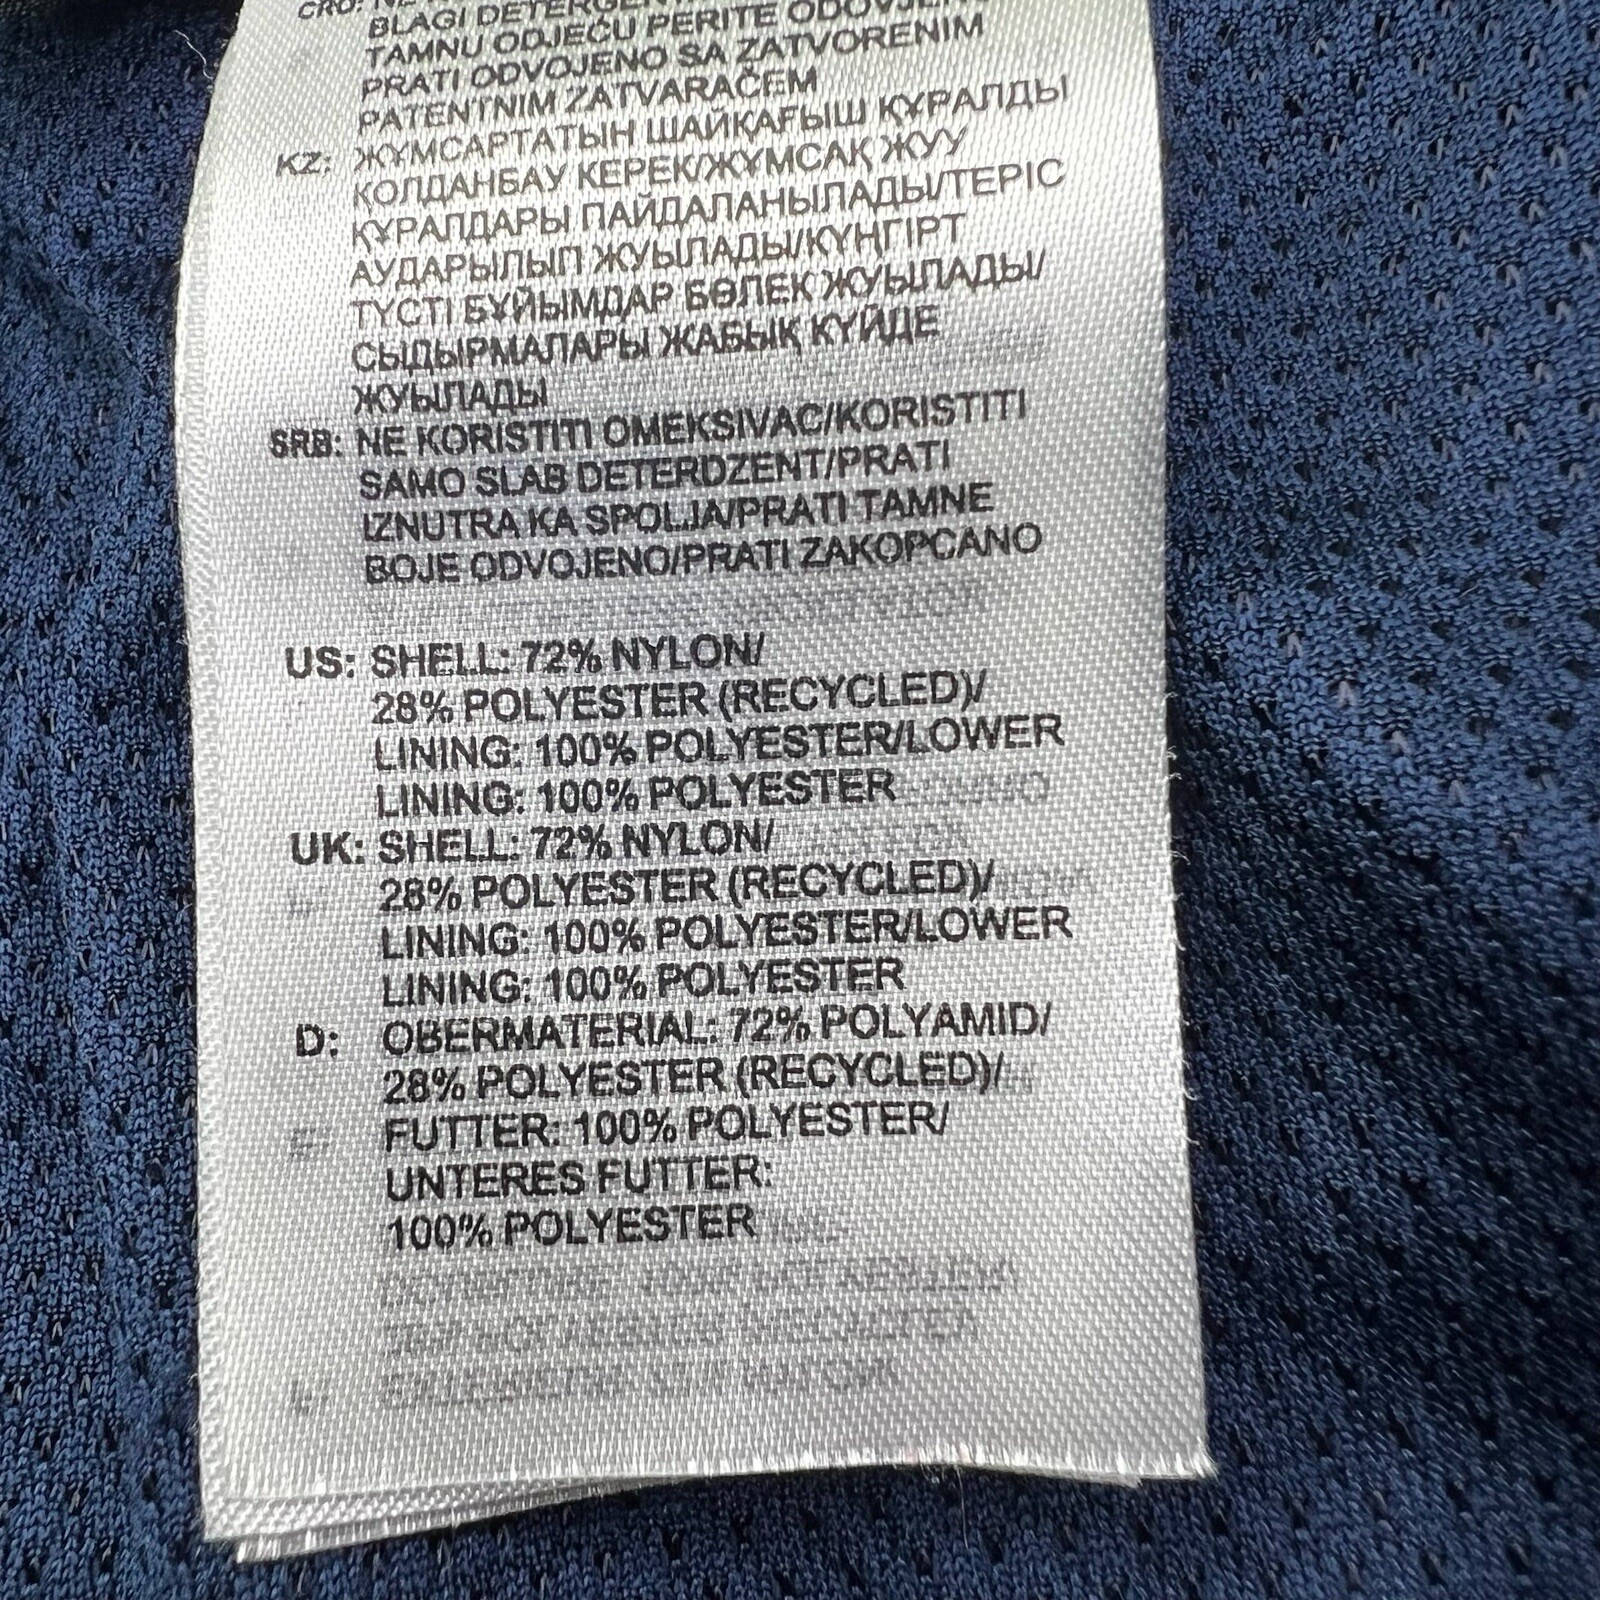 CRO:
BLAGI DETERGENT
TAMNU ODJEĆU PERITE ODOVJENO
PRATI ODVOJENO SA ZATVORENIM
PATENTNIM ZATVARAČEM
KZ: ЖҰМСАРТАТЫН ШАЙҚАҒЫШ ҚҰРАЛДЫ
ҚОЛДАНБАУ КЕРЕК/ЖҰМСАҚ ЖУУ
ҚҰРАЛДАРЫ ПАЙДАЛАНЫЛАДЫ/ТЕРІС
АУДАРЫЛЫП ЖУЫЛАДЫ/КҮҢГІРТ
ТҮСТІ БҰЙЫМДАР БӨЛЕК ЖУЫЛАДЫ/
СЫДЫРМАЛАРЫ ЖАБЫҚ КҮЙДЕ
ЖУЫЛАДЫ
SRB: NE KORISTITI OMEKSIVAC/KORISTITI
SAMO SLAB DETERDZENT/PRATI
IZNUTRA KA SPOLJA/PRATI TAMNE
BOJE ODVOJENO/PRATI ZAKOPCANO
US: SHELL: 72% NYLON/
28% POLYESTER (RECYCLED)/
LINING: 100% POLYESTER/LOWER
LINING: 100% POLYESTER
UK: SHELL: 72% NYLON/
28% POLYESTER (RECYCLED)/
LINING: 100% POLYESTER/LOWER
LINING: 100% POLYESTER
D: OBERMATERIAL: 72% POLYAMID/
28% POLYESTER (RECYCLED)/
FUTTER: 100% POLYESTER/
UNTERES FUTTER:
100% POLYESTER